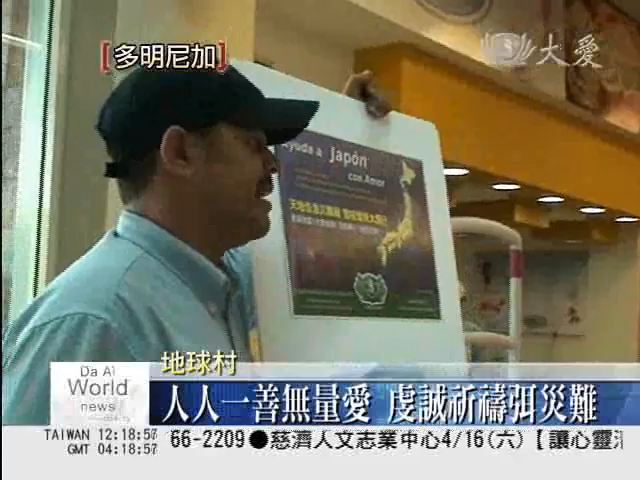 [多明尼加]
大愛
Ayuda a Japón
con Amor
地球村
Da Ai
World
news
人人一善無量愛 虔誠祈禱弭災難
TAIWAN 12:18:57
GMT 04:18:57
66-2209●慈濟人文志業中心4/16(六)【讓心靈